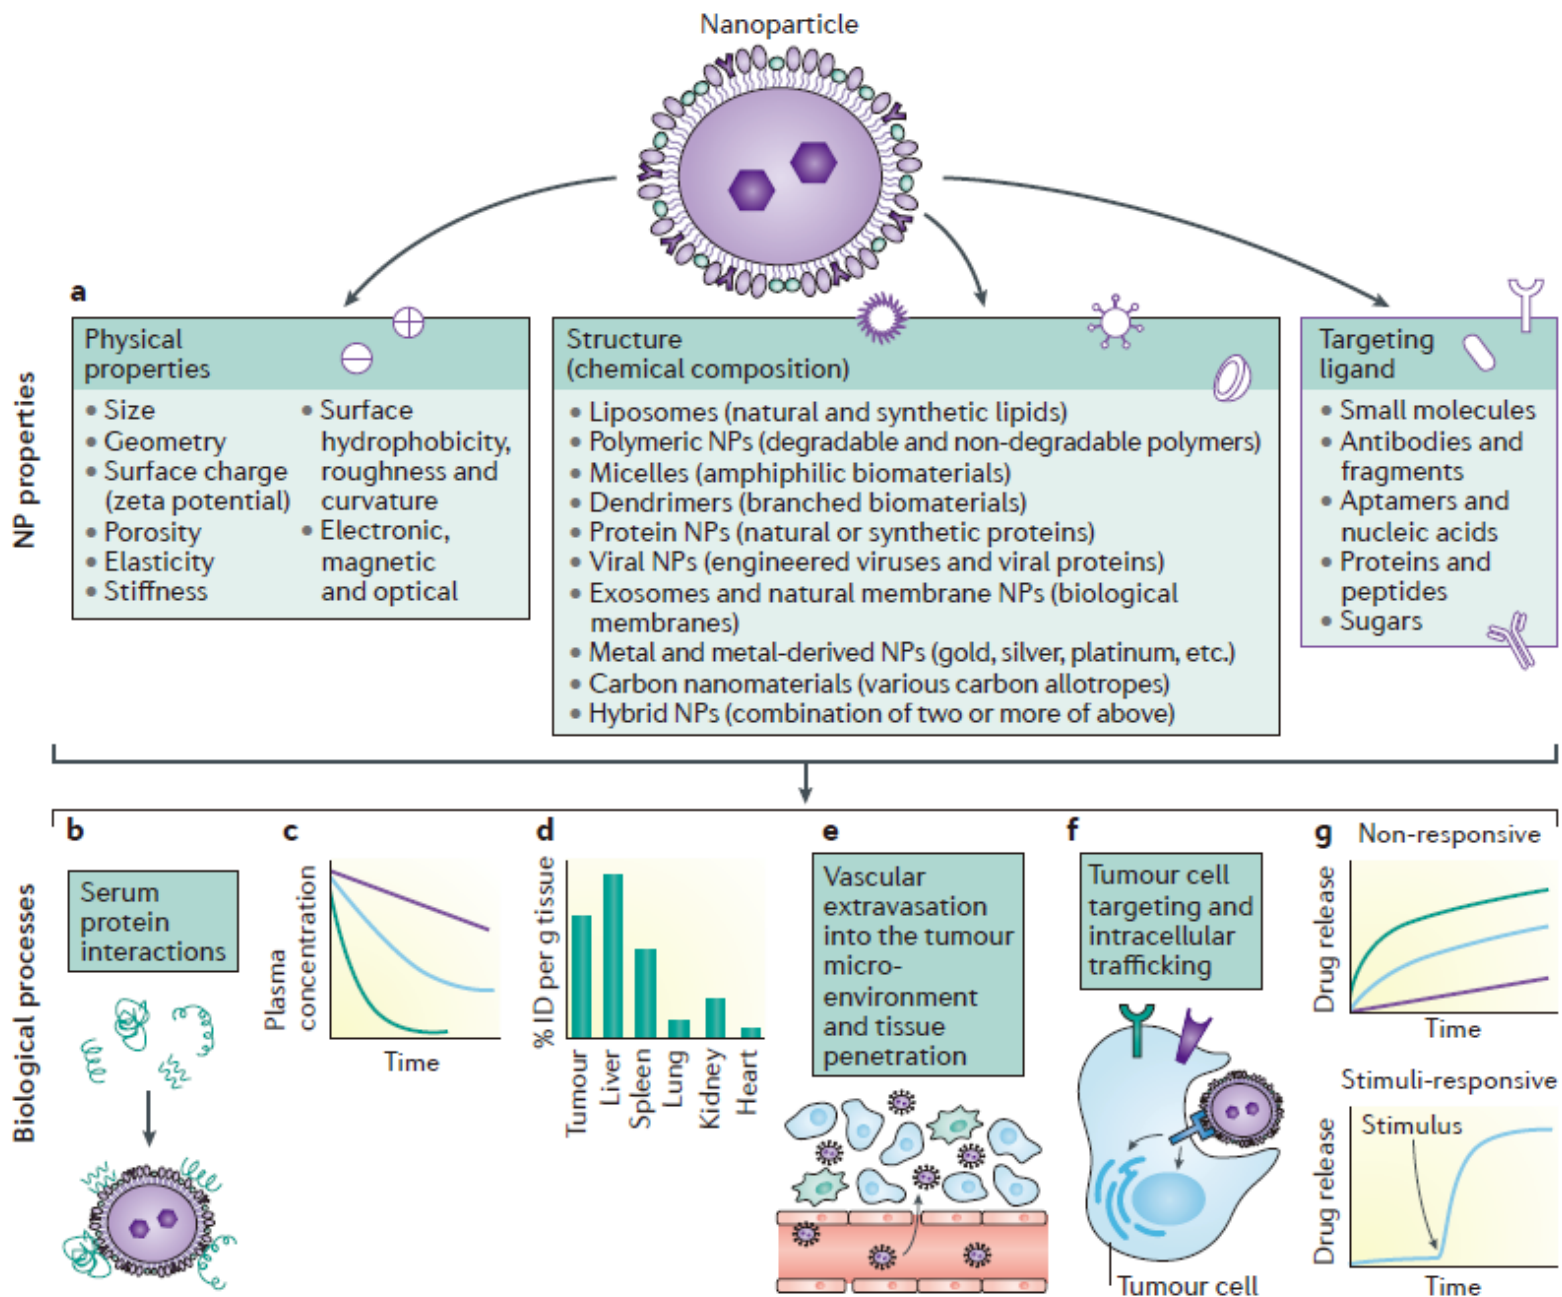 Nanoparticle
a
NP properties
Physical
properties
• Size
• Geometry
• Surface charge
(zeta potential)
• Porosity
• Elasticity
• Stiffness
• Surface
hydrophobicity,
roughness and
curvature
• Electronic,
magnetic
and optical
Structure
(chemical composition)
• Liposomes (natural and synthetic lipids)
• Polymeric NPs (degradable and non-degradable polymers)
• Micelles (amphiphilic biomaterials)
• Dendrimers (branched biomaterials)
• Protein NPs (natural or synthetic proteins)
• Viral NPs (engineered viruses and viral proteins)
• Exosomes and natural membrane NPs (biological
membranes)
• Metal and metal-derived NPs (gold, silver, platinum, etc.)
• Carbon nanomaterials (various carbon allotropes)
• Hybrid NPs (combination of two or more of above)
Targeting
ligand
• Small molecules
• Antibodies and
fragments
• Aptamers and
nucleic acids
• Proteins and
peptides
• Sugars
Biological processes
b
Serum
protein
interactions
c
Plasma
concentration
Time
d
% ID per g tissue
Tumour
Liver
Spleen
Lung
Kidney
Heart
e
Vascular
extravasation
into the tumour
micro-
environment
and tissue
penetration
f
Tumour cell
targeting and
intracellular
trafficking
Tumour cell
g
Non-responsive
Drug release
Time
Stimuli-responsive
Stimulus
Drug release
Time